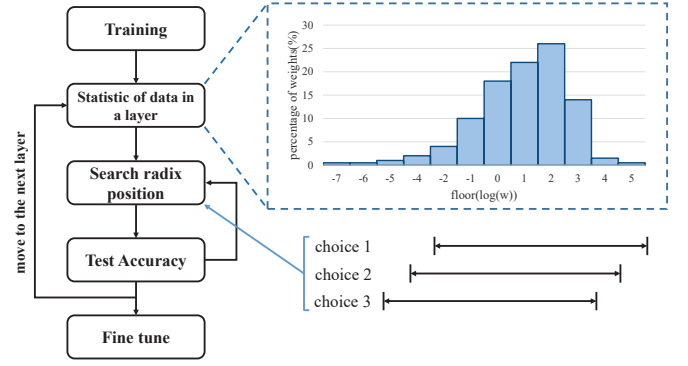 Training
Statistic of data in
a layer
Search radix
position
Test Accuracy
Fine tune
move to the next layer
percentage of weights(%)
30
25
20
15
10
5
0
-7 -6 -5 -4 -2 -1 0 1 2 3 4 5
floor(log(w))
choice 1
choice 2
choice 3